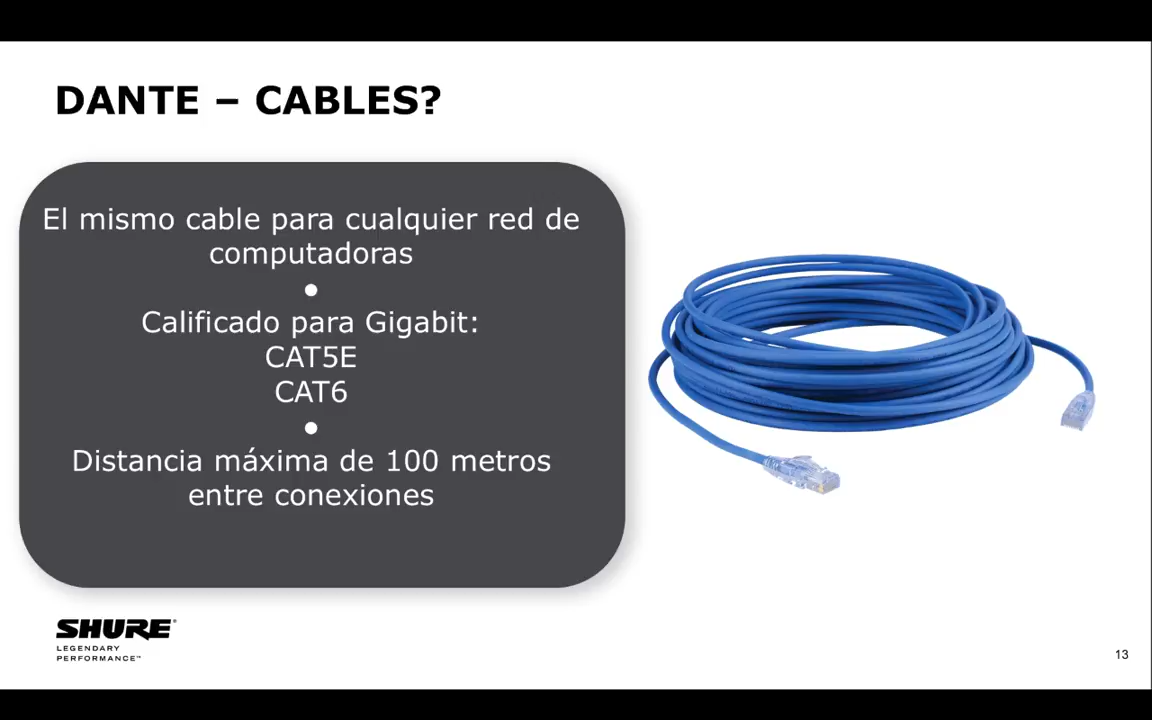 DANTE – CABLES?
El mismo cable para cualquier red de
computadoras
●
Calificado para Gigabit:
CAT5E
CAT6
●
Distancia máxima de 100 metros
entre conexiones
SHURE®
LEGENDARY
PERFORMANCE™
13